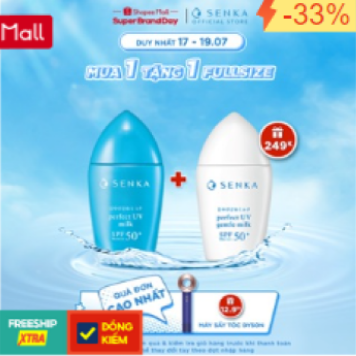 Mall
Shopee Mall
Super Brand Day
SENKA
OFFICIAL STORE
-33%
DUY NHẤT 17 - 19.07
MUA 1 TẶNG 1 FULLSIZE
249K
SENKA
perfect UV
milk
SPF 50+
+
SENKA
perfect UV
gentle milk
SPF 50+
QUÀ ĐƠN
CAO NHẤT
MÁY SẤY TÓC DYSON
FREESHIP
XTRA
ĐỒNG
KIỂM